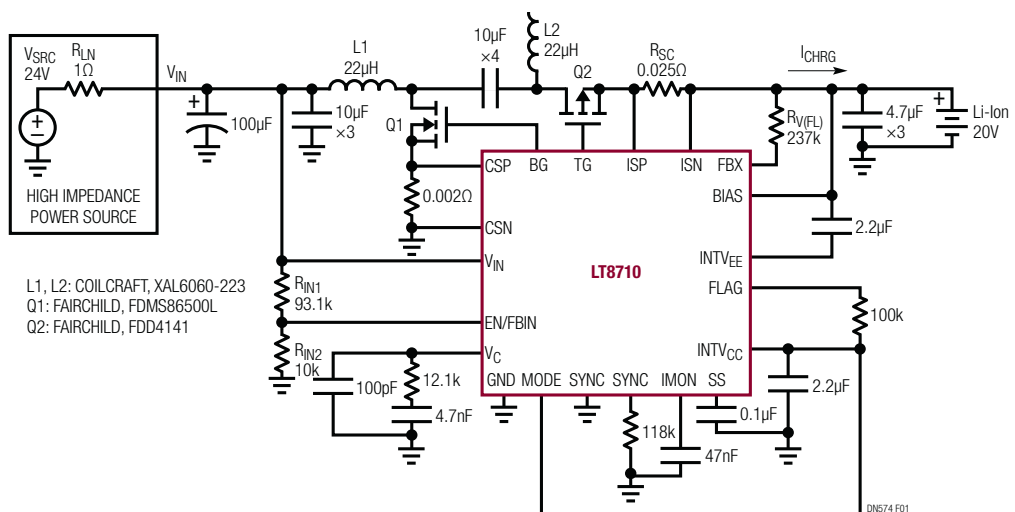 VSRC
24V
RLN
1Ω
VIN
HIGH IMPEDANCE
POWER SOURCE
100µF
10µF
×3
L1
22µH
10µF
×4
L2
22µH
Q1
Q2
RSC
0.025Ω
ICHRG
RV(FL)
237k
4.7µF
×3
Li-Ion
20V
0.002Ω
CSP
BG
TG
ISP
ISN
FBX
CSN
BIAS
2.2µF
VIN
INTVEE
LT8710
FLAG
L1, L2: COILCRAFT, XAL6060-223
Q1: FAIRCHILD, FDMS86500L
Q2: FAIRCHILD, FDD4141
RIN1
93.1k
EN/FBIN
100k
RIN2
10k
VC
INTVCC
100pF
12.1k
4.7nF
GND
MODE
SYNC
SYNC
IMON
SS
2.2µF
0.1µF
118k
47nF
DN574 F01